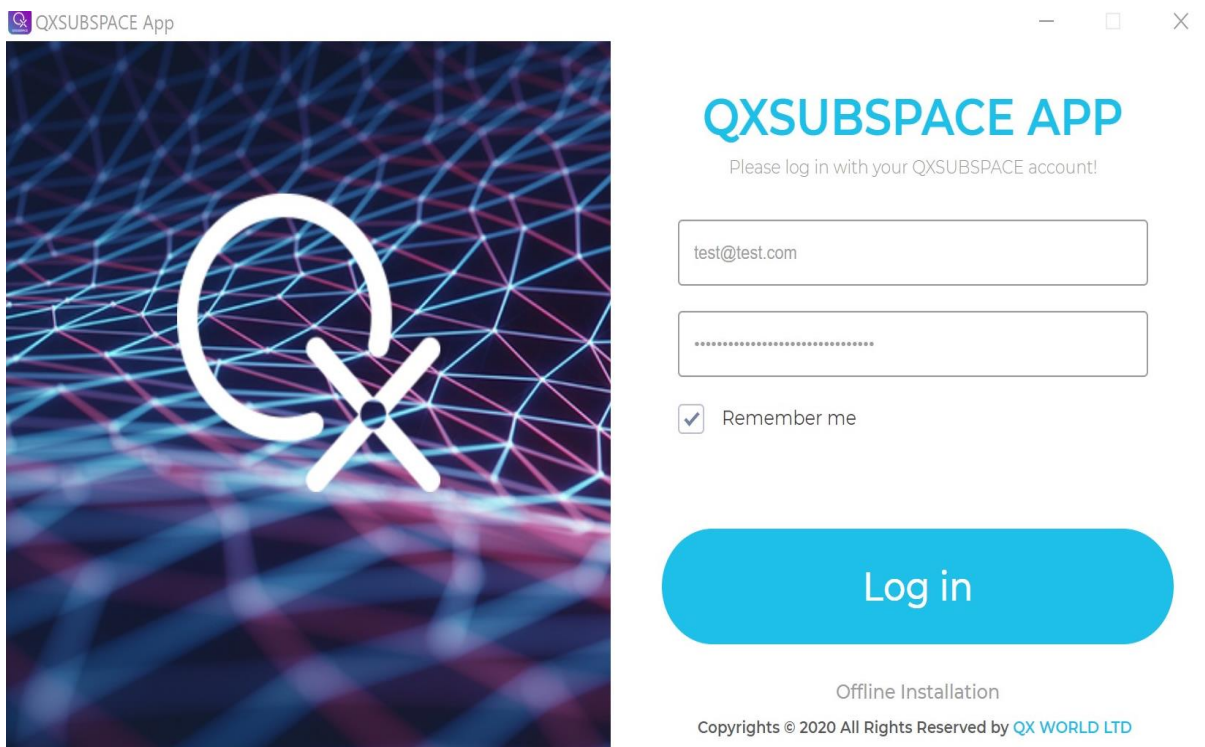 QXSUBSPACE App
QXSUBSPACE APP
Please log in with your QXSUBSPACE account!
test@test.com
••••••••••••••••••••••••••••••••
Remember me
Log in
Offline Installation
Copyrights © 2020 All Rights Reserved by QX WORLD LTD